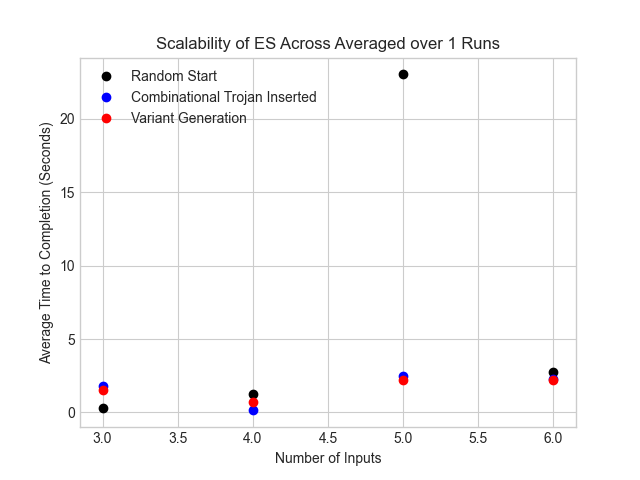 Scalability of ES Across Averaged over 1 Runs
Random Start
Combinational Trojan Inserted
Variant Generation
Average Time to Completion (Seconds)
20
15
10
5
0
3.0 3.5 4.0 4.5 5.0 5.5 6.0
Number of Inputs